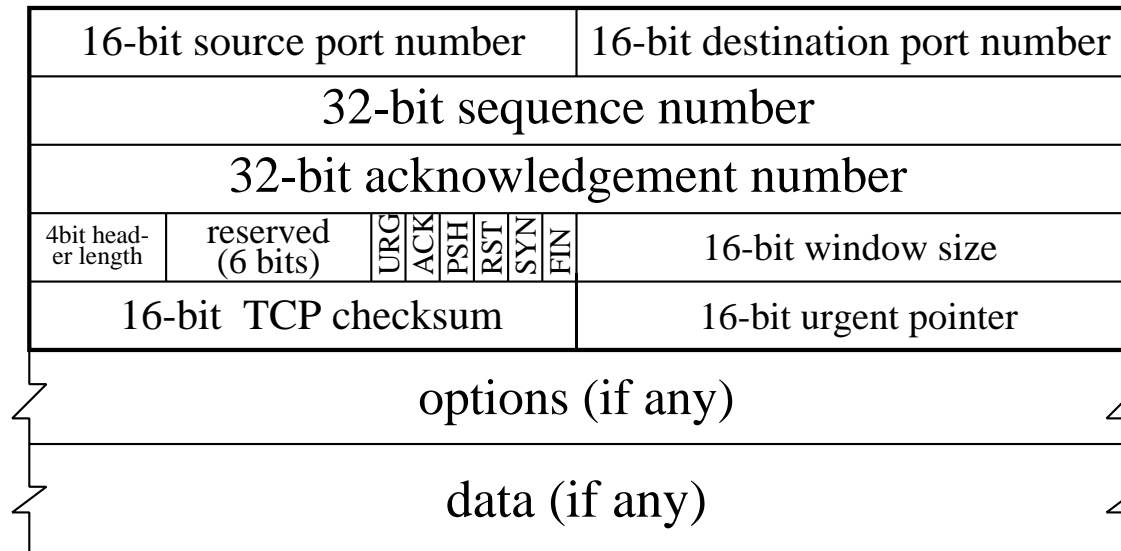 16-bit source port number 16-bit destination port number
32-bit sequence number
32-bit acknowledgement number
4bit head-
er length
reserved
(6 bits)
URG
ACK
PSH
RST
SYN
FIN
16-bit window size
16-bit TCP checksum 16-bit urgent pointer
options (if any)
data (if any)